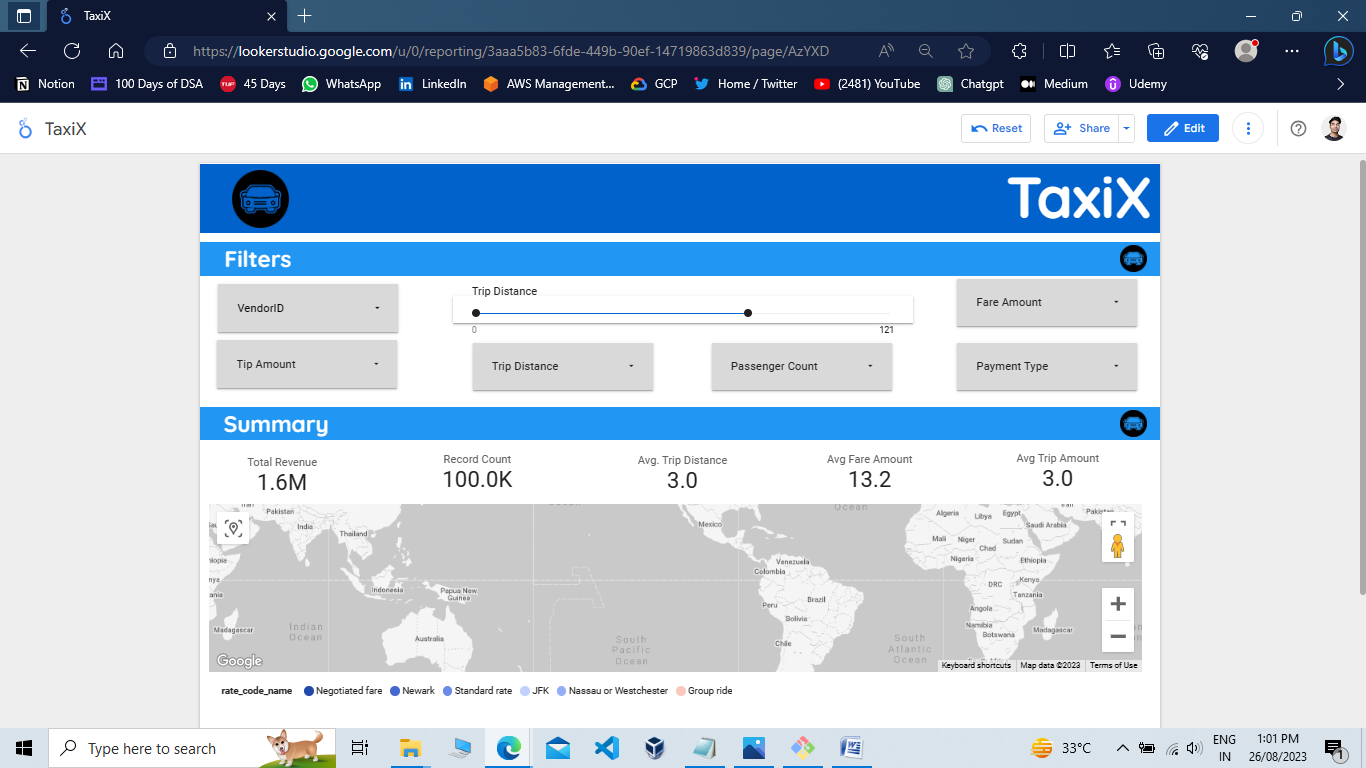 TaxiX
https://lookerstudio.google.com/u/0/reporting/3aaa5b83-6fde-449b-90ef-14719863d839/page/AzYXD
Notion 100 Days of DSA 45 Days WhatsApp LinkedIn AWS Management... GCP Home / Twitter (2481) YouTube Chatgpt Medium Udemy
TaxiX Reset Share Edit
TaxiX
Filters
VendorID Trip Distance Fare Amount
0 121
Tip Amount Trip Distance Passenger Count Payment Type
Summary
Total Revenue Record Count Avg. Trip Distance Avg Fare Amount Avg Trip Amount
1.6M 100.0K 3.0 13.2 3.0
Pakistan
India
Thailand
Indonesia
Papua New
Guinea
Madagascar
Indian
Ocean
Australia
South
Pacific
Ocean
Mexico
Ocean
Venezuela
Colombia
Peru
Brazil
Bolivia
Chile
South
Atlantic
Ocean
Algeria Libya Egypt
Saudi Arabia
Mali Niger Chad Sudan
Nigeria Ethiopia
DRC Kenya
Tanzania
Angola
Namibia
Botswana
Madagascar
Google
Keyboard shortcuts Map data ©2023 Terms of Use
rate_code_name Negotiated fare Newark Standard rate JFK Nassau or Westchester Group ride
Type here to search 33°C ENG 1:01 PM
IN 26/08/2023 1